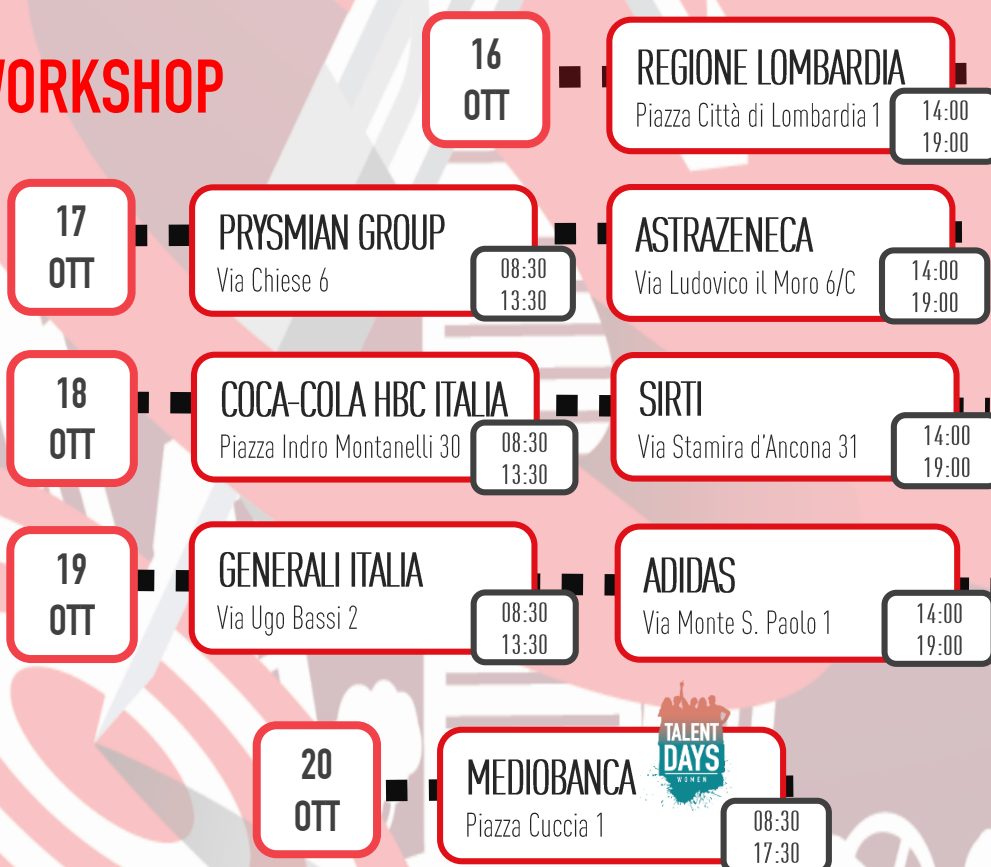 WORKSHOP
16
OTT
REGIONE LOMBARDIA
Piazza Città di Lombardia 1
14:00
19:00
17
OTT
PRYSMIAN GROUP
Via Chiese 6
08:30
13:30
ASTRAZENECA
Via Ludovico il Moro 6/C
14:00
19:00
18
OTT
COCA-COLA HBC ITALIA
Piazza Indro Montanelli 30
08:30
13:30
SIRTI
Via Stamira d'Ancona 31
14:00
19:00
19
OTT
GENERALI ITALIA
Via Ugo Bassi 2
08:30
13:30
ADIDAS
Via Monte S. Paolo 1
14:00
19:00
20
OTT
MEDIOBANCA
Piazza Cuccia 1
TALENT
DAYS
WOMEN
08:30
17:30